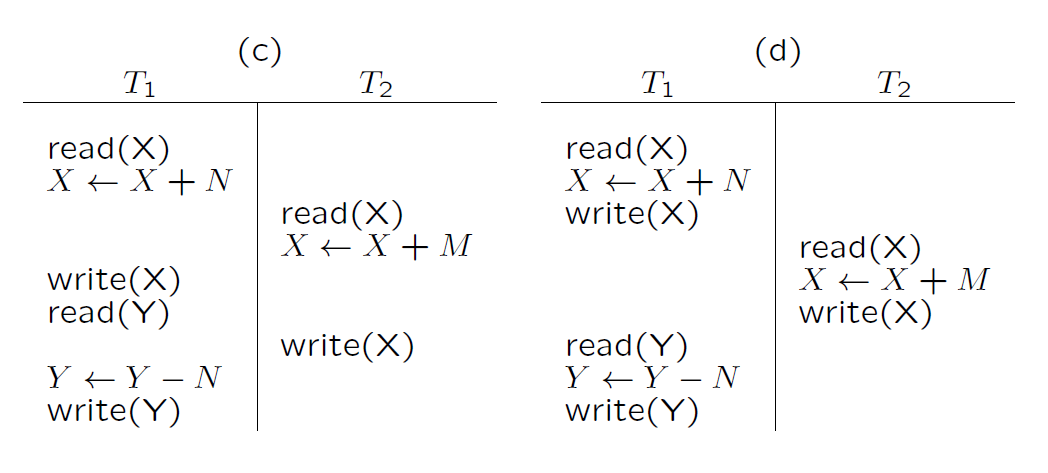 (c)
T₁ T₂
read(X)
X ← X + N
read(X)
X ← X + M
write(X)
read(Y)
write(X)
Y ← Y − N
write(Y)
(d)
T₁ T₂
read(X)
X ← X + N
write(X)
read(X)
X ← X + M
write(X)
read(Y)
Y ← Y − N
write(Y)